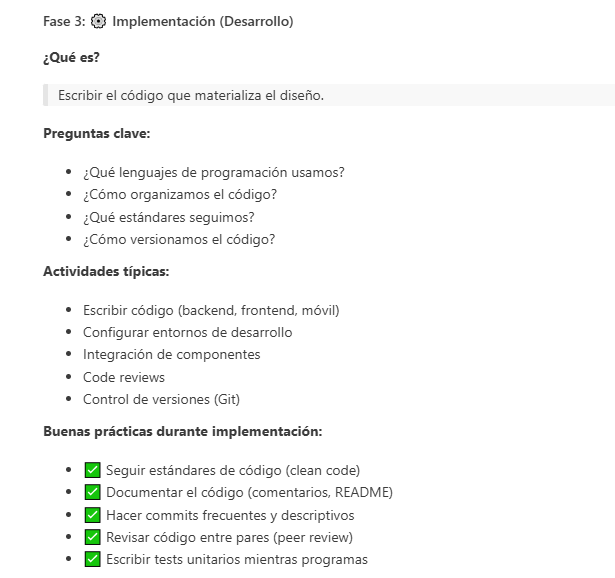 Fase 3: ⚙️ Implementación (Desarrollo)
¿Qué es?
Escribir el código que materializa el diseño.
Preguntas clave:
• ¿Qué lenguajes de programación usamos?
• ¿Cómo organizamos el código?
• ¿Qué estándares seguimos?
• ¿Cómo versionamos el código?
Actividades típicas:
• Escribir código (backend, frontend, móvil)
• Configurar entornos de desarrollo
• Integración de componentes
• Code reviews
• Control de versiones (Git)
Buenas prácticas durante implementación:
• ✅ Seguir estándares de código (clean code)
• ✅ Documentar el código (comentarios, README)
• ✅ Hacer commits frecuentes y descriptivos
• ✅ Revisar código entre pares (peer review)
• ✅ Escribir tests unitarios mientras programas